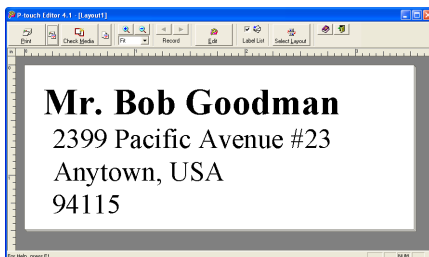 P-touch Editor 4.1 - [Layout1]
Print Check Media Fit Record Edit Label List Select Layout
Mr. Bob Goodman
2399 Pacific Avenue #23
Anytown, USA
94115
For Help, press F1
NUM